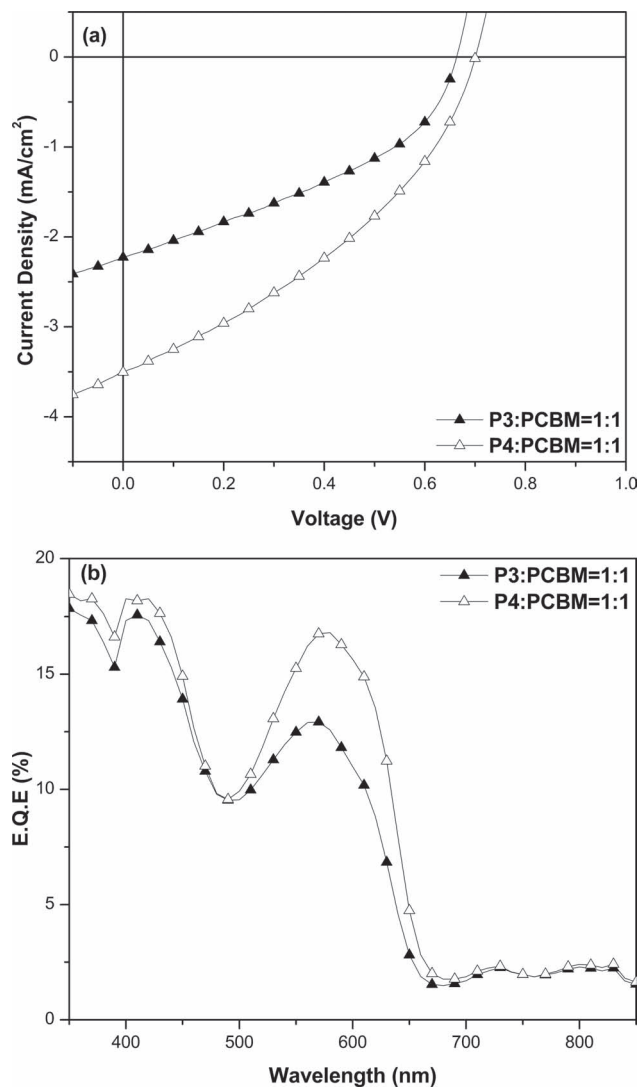 (a)
0
-1
-2
-3
-4
Current Density (mA/cm²)
P3:PCBM=1:1
P4:PCBM=1:1
0.0 0.2 0.4 0.6 0.8 1.0
Voltage (V)
(b)
P3:PCBM=1:1
P4:PCBM=1:1
20
15
10
5
0
E.Q.E (%)
400 500 600 700 800
Wavelength (nm)